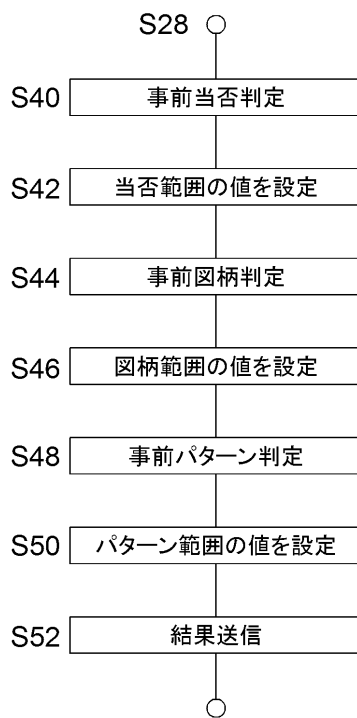 S28
S40 事前当否判定
S42 当否範囲の値を設定
S44 事前図柄判定
S46 図柄範囲の値を設定
S48 事前パターン判定
S50 パターン範囲の値を設定
S52 結果送信